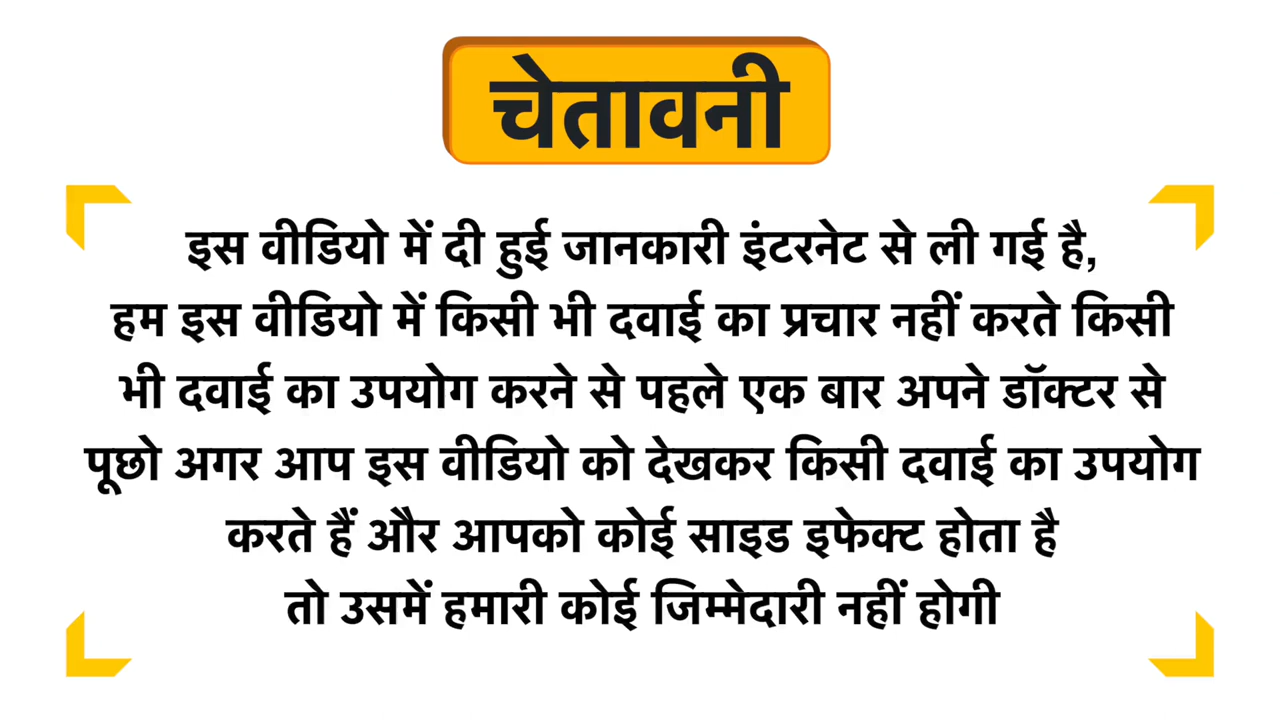 चेतावनी
इस वीडियो में दी हुई जानकारी इंटरनेट से ली गई है,
हम इस वीडियो में किसी भी दवाई का प्रचार नहीं करते किसी
भी दवाई का उपयोग करने से पहले एक बार अपने डॉक्टर से
पूछो अगर आप इस वीडियो को देखकर किसी दवाई का उपयोग
करते हैं और आपको कोई साइड इफेक्ट होता है
तो उसमें हमारी कोई जिम्मेदारी नहीं होगी